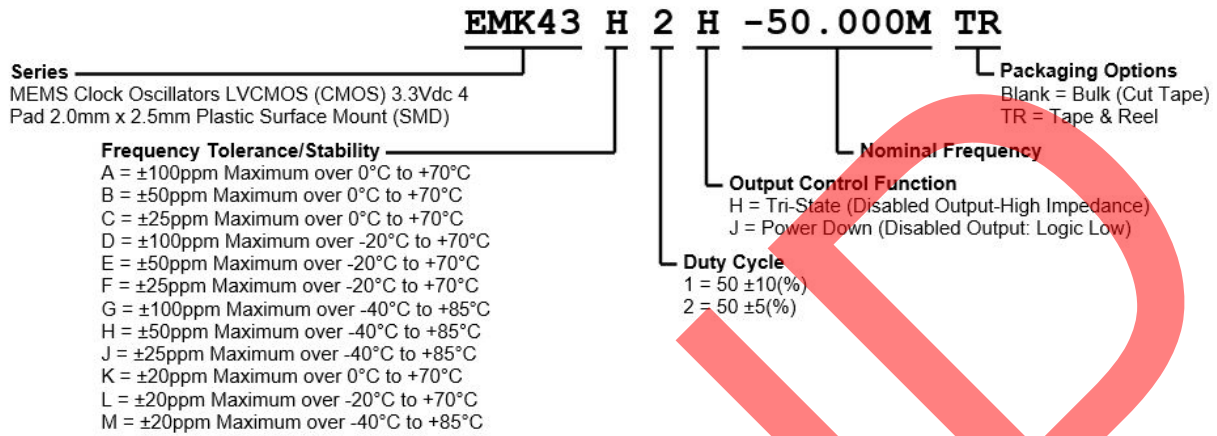 EMK43 H 2 H -50.000M TR
Series
MEMS Clock Oscillators LVCMOS (CMOS) 3.3Vdc 4
Pad 2.0mm x 2.5mm Plastic Surface Mount (SMD)
Packaging Options
Blank = Bulk (Cut Tape)
TR = Tape & Reel
Frequency Tolerance/Stability
A = ±100ppm Maximum over 0°C to +70°C
B = ±50ppm Maximum over 0°C to +70°C
C = ±25ppm Maximum over 0°C to +70°C
D = ±100ppm Maximum over -20°C to +70°C
E = ±50ppm Maximum over -20°C to +70°C
F = ±25ppm Maximum over -20°C to +70°C
G = ±100ppm Maximum over -40°C to +85°C
H = ±50ppm Maximum over -40°C to +85°C
J = ±25ppm Maximum over -40°C to +85°C
K = ±20ppm Maximum over 0°C to +70°C
L = ±20ppm Maximum over -20°C to +70°C
M = ±20ppm Maximum over -40°C to +85°C
Nominal Frequency
Output Control Function
H = Tri-State (Disabled Output-High Impedance)
J = Power Down (Disabled Output: Logic Low)
Duty Cycle
1 = 50 ±10(%)
2 = 50 ±5(%)